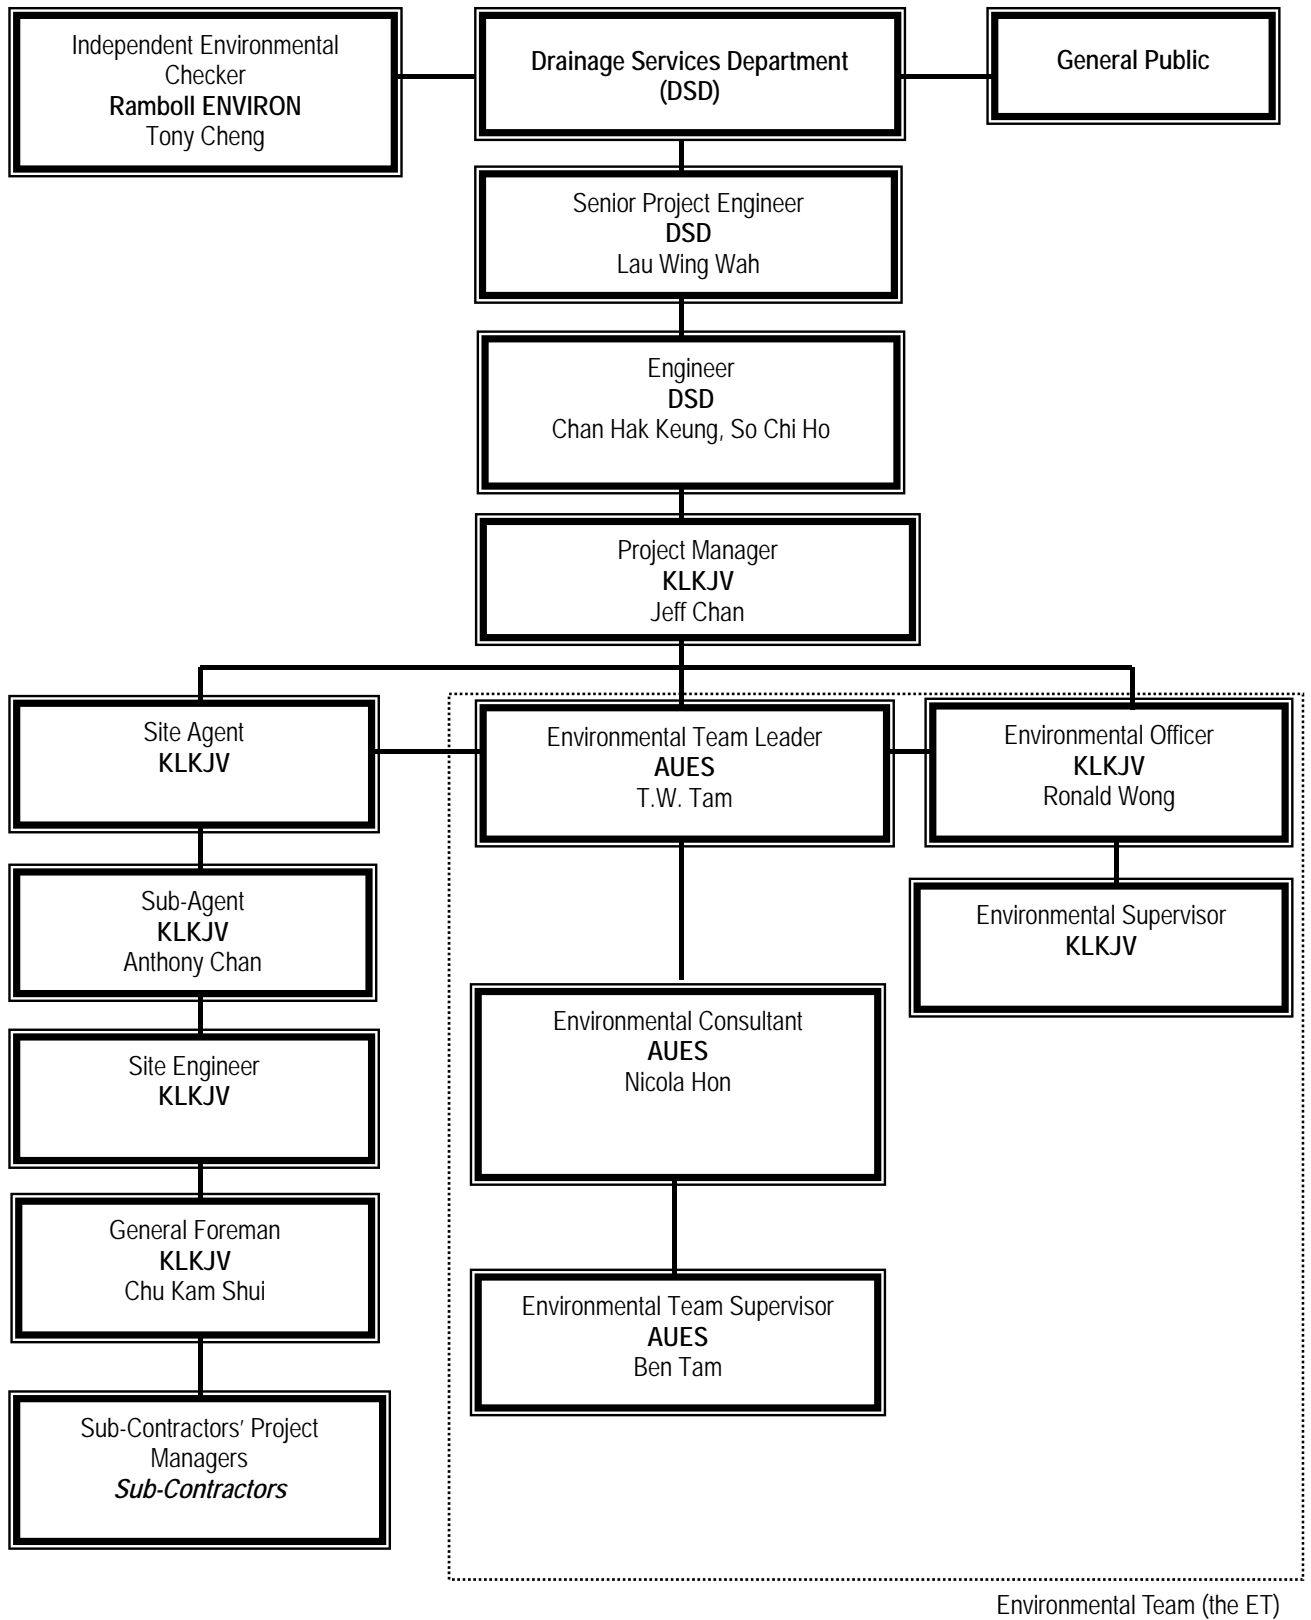 Independent Environmental
Checker
Ramboll ENVIRON
Tony Cheng
Drainage Services Department
(DSD)
General Public
Senior Project Engineer
DSD
Lau Wing Wah
Engineer
DSD
Chan Hak Keung, So Chi Ho
Project Manager
KLKJV
Jeff Chan
Site Agent
KLKJV
Environmental Team Leader
AUES
T.W. Tam
Environmental Officer
KLKJV
Ronald Wong
Sub-Agent
KLKJV
Anthony Chan
Environmental Supervisor
KLKJV
Site Engineer
KLKJV
Environmental Consultant
AUES
Nicola Hon
General Foreman
KLKJV
Chu Kam Shui
Environmental Team Supervisor
AUES
Ben Tam
Sub-Contractors’ Project
Managers
Sub-Contractors
Environmental Team (the ET)